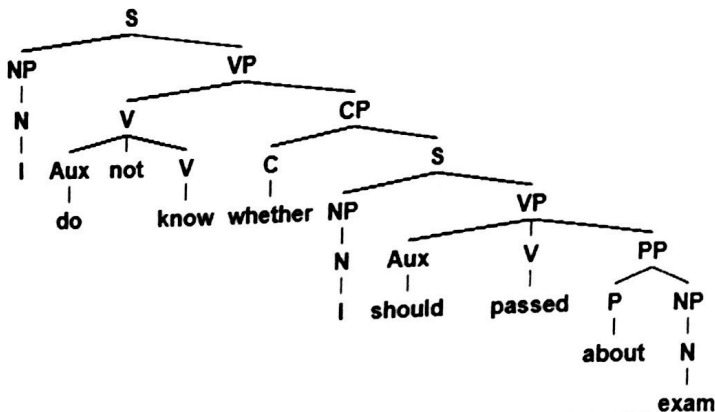 S
NP VP
N V CP
I Aux not V C S
do know whether NP VP
N Aux V PP
I should passed P NP
about N
exam